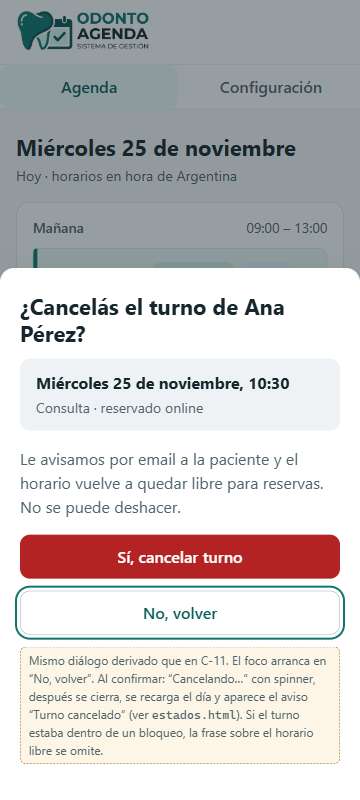 ODONTO
AGENDA
SISTEMA DE GESTIÓN
Agenda
Configuración
Miércoles 25 de noviembre
Hoy · horarios en hora de Argentina
Mañana
09:00 – 13:00
¿Cancelás el turno de Ana
Pérez?
Miércoles 25 de noviembre, 10:30
Consulta · reservado online
Le avisamos por email a la paciente y el
horario vuelve a quedar libre para reservas.
No se puede deshacer.
Sí, cancelar turno
No, volver
Mismo diálogo derivado que en C-11. El foco arranca en
“No, volver”. Al confirmar: “Cancelando…” con spinner,
después se cierra, se recarga el día y aparece el aviso
“Turno cancelado” (ver estados.html). Si el turno
estaba dentro de un bloqueo, la frase sobre el horario
libre se omite.